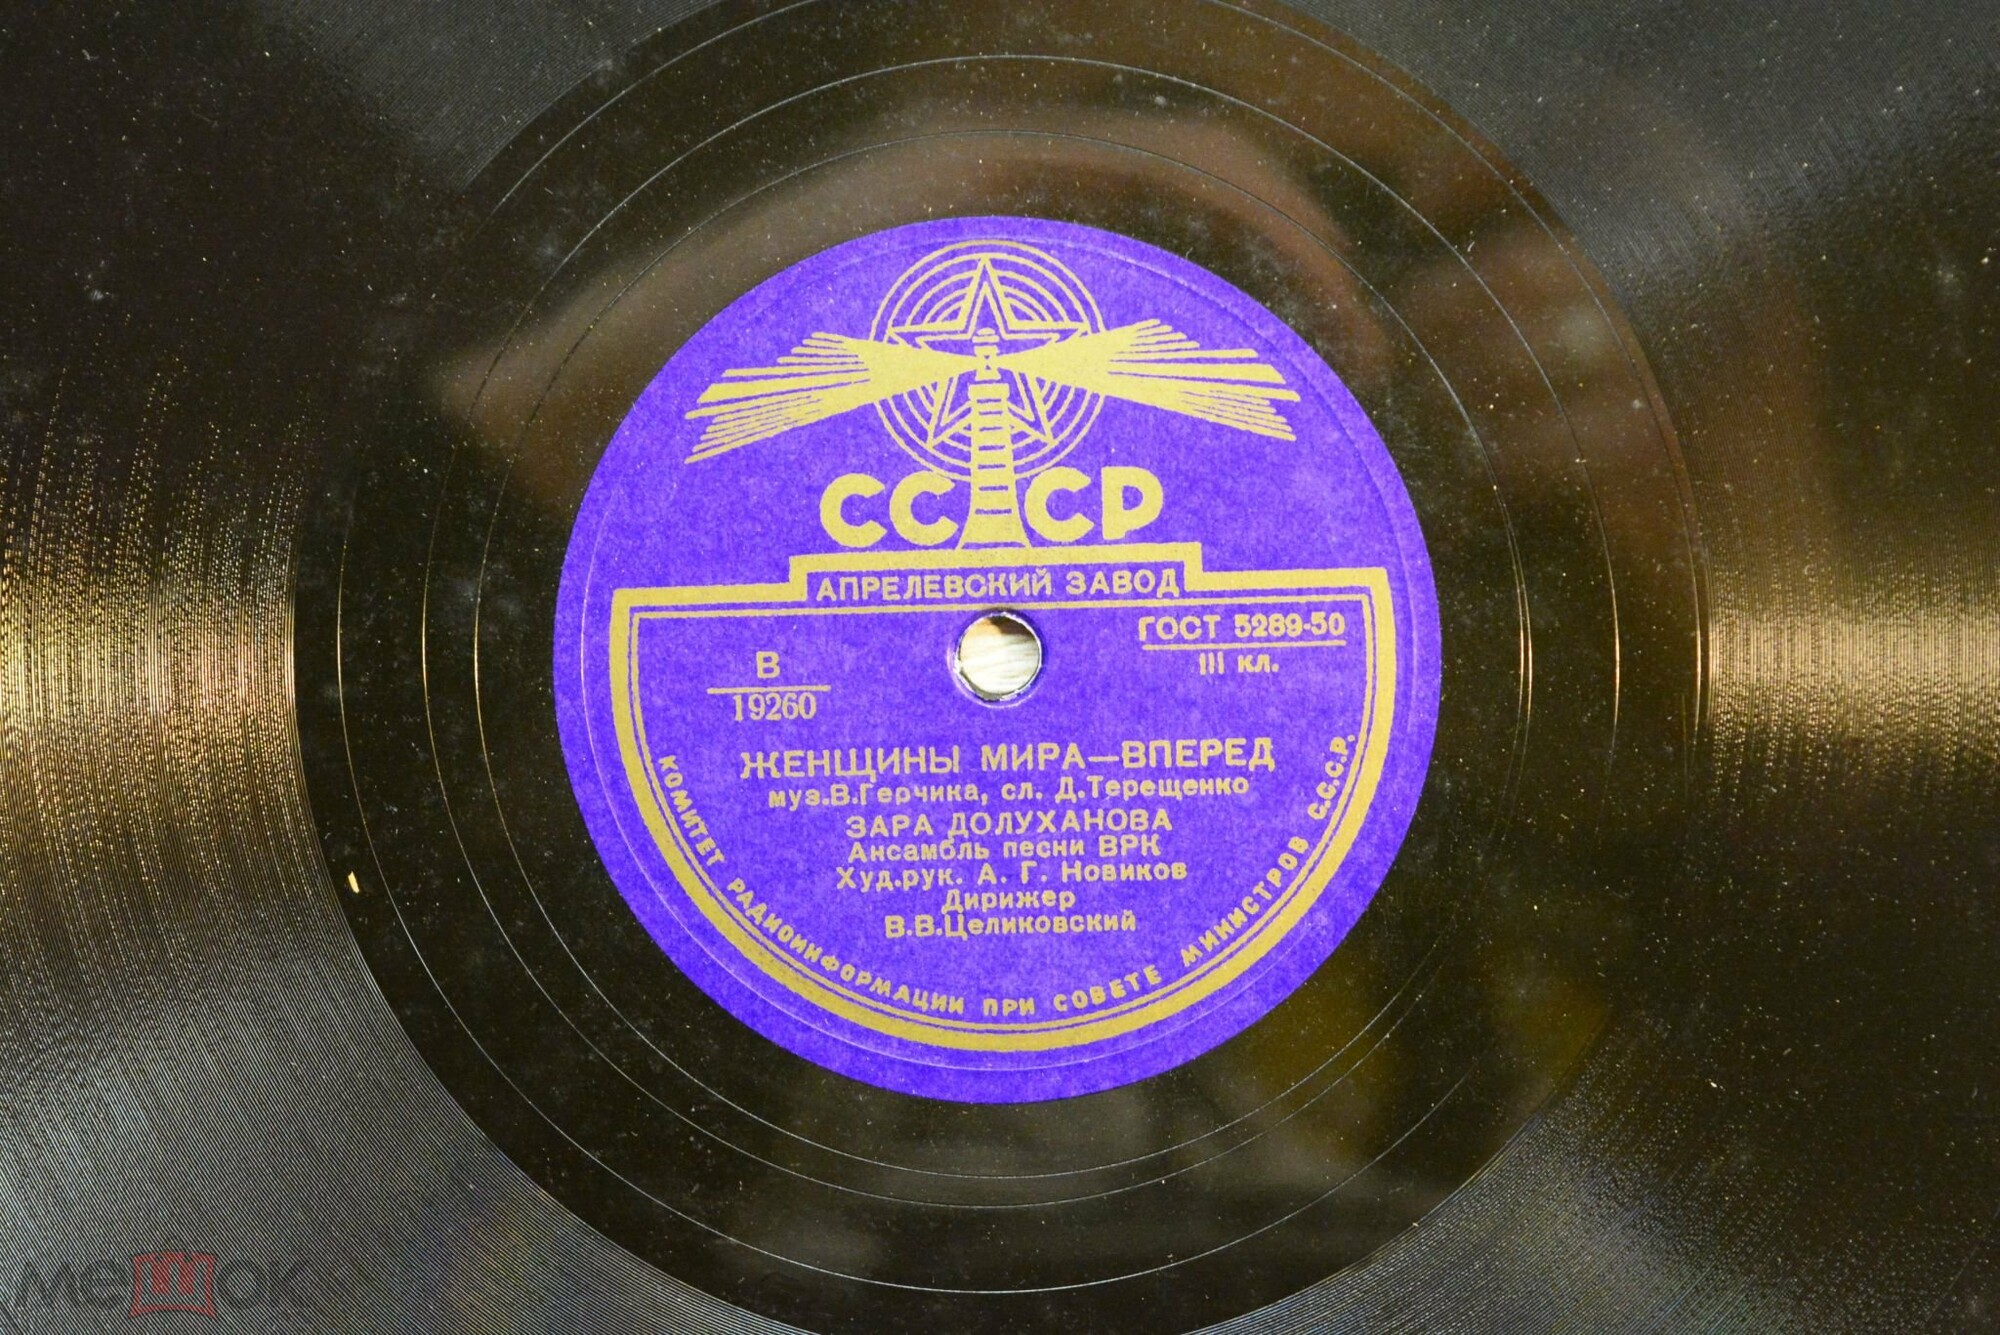 СССР
АПРЕЛЕВСКИЙ ЗАВОД
ГОСТ 5289-50
III кл.
В
19260
ЖЕНЩИНЫ МИРА—ВПЕРЕД
муз.В.Герчика, сл. Д.Терещенко
ЗАРА ДОЛУХАНОВА
Ансамбль песни ВРК
Худ.рук. А. Г. Новиков
Дирижер
В.В.Целиковский
КОМИТЕТ РАДИОИНФОРМАЦИИ ПРИ СОВЕТЕ МИНИСТРОВ С.С.С.Р.
мешок